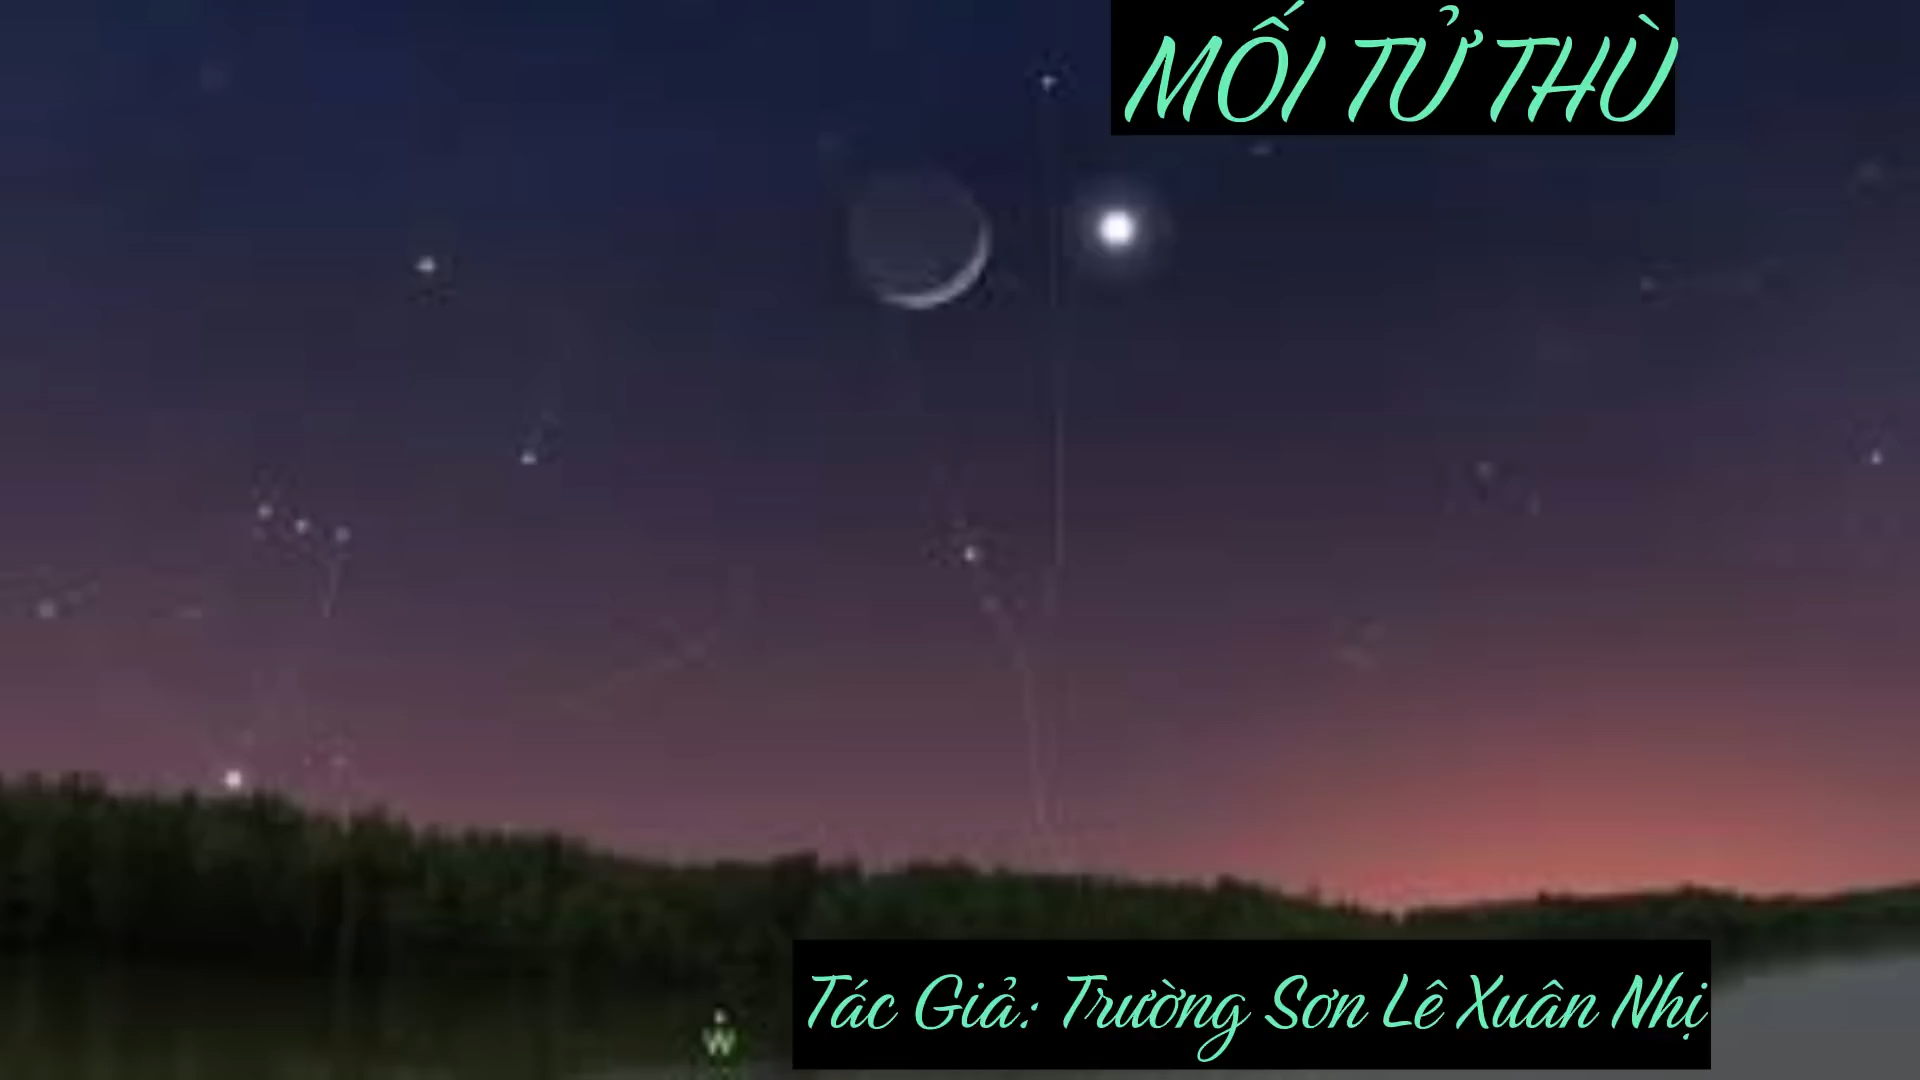 MỐI TỬ THÙ
Tác Giả: Trường Sơn Lê Xuân Nhị
W